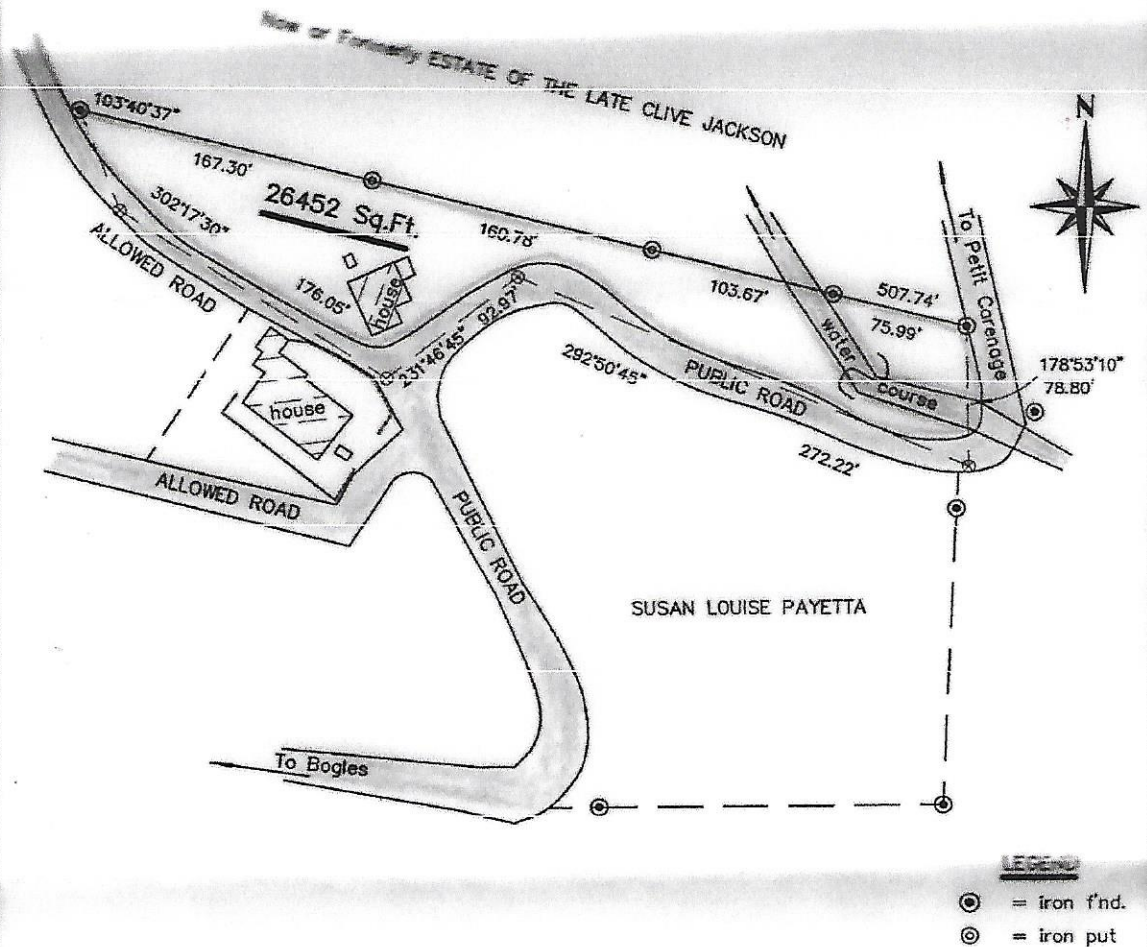 Now or Formerly ESTATE OF THE LATE CLIVE JACKSON
103°40'37"
167.30'
302°17'30"
26452 Sq.Ft.
160.78'
ALLOWED ROAD
176.05'
house
231°46'45"
92.97'
103.67'
507.74'
75.99'
To Petit Carenage
N
water
course
178°53'10"
78.80'
292°50'45"
PUBLIC ROAD
272.22'
house
ALLOWED ROAD
PUBLIC ROAD
SUSAN LOUISE PAYETTA
To Bogles
LEGEND
= iron f'nd.
= iron put